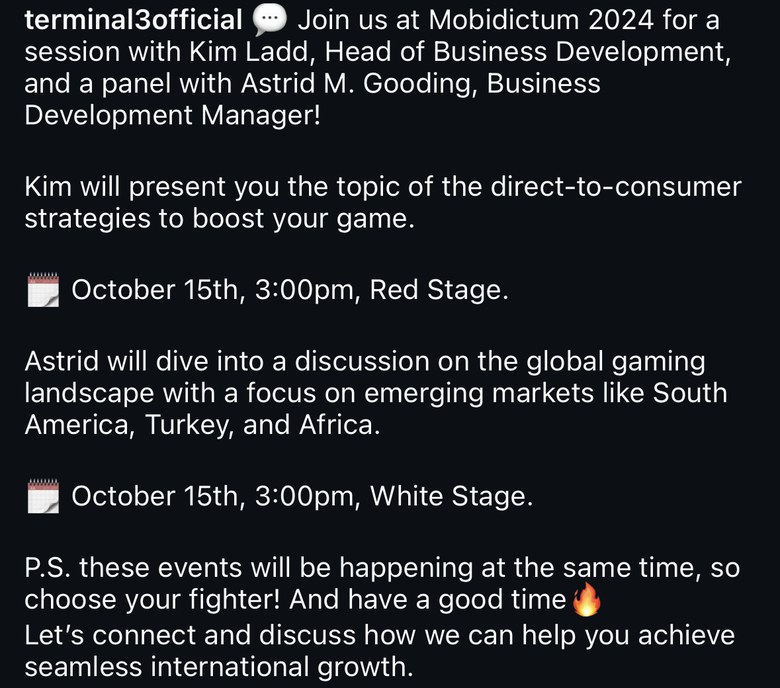 terminal3official 💬 Join us at Mobidictum 2024 for a
session with Kim Ladd, Head of Business Development,
and a panel with Astrid M. Gooding, Business
Development Manager!
Kim will present you the topic of the direct-to-consumer
strategies to boost your game.
🗓️ October 15th, 3:00pm, Red Stage.
Astrid will dive into a discussion on the global gaming
landscape with a focus on emerging markets like South
America, Turkey, and Africa.
🗓️ October 15th, 3:00pm, White Stage.
P.S. these events will be happening at the same time, so
choose your fighter! And have a good time🔥
Let’s connect and discuss how we can help you achieve
seamless international growth.